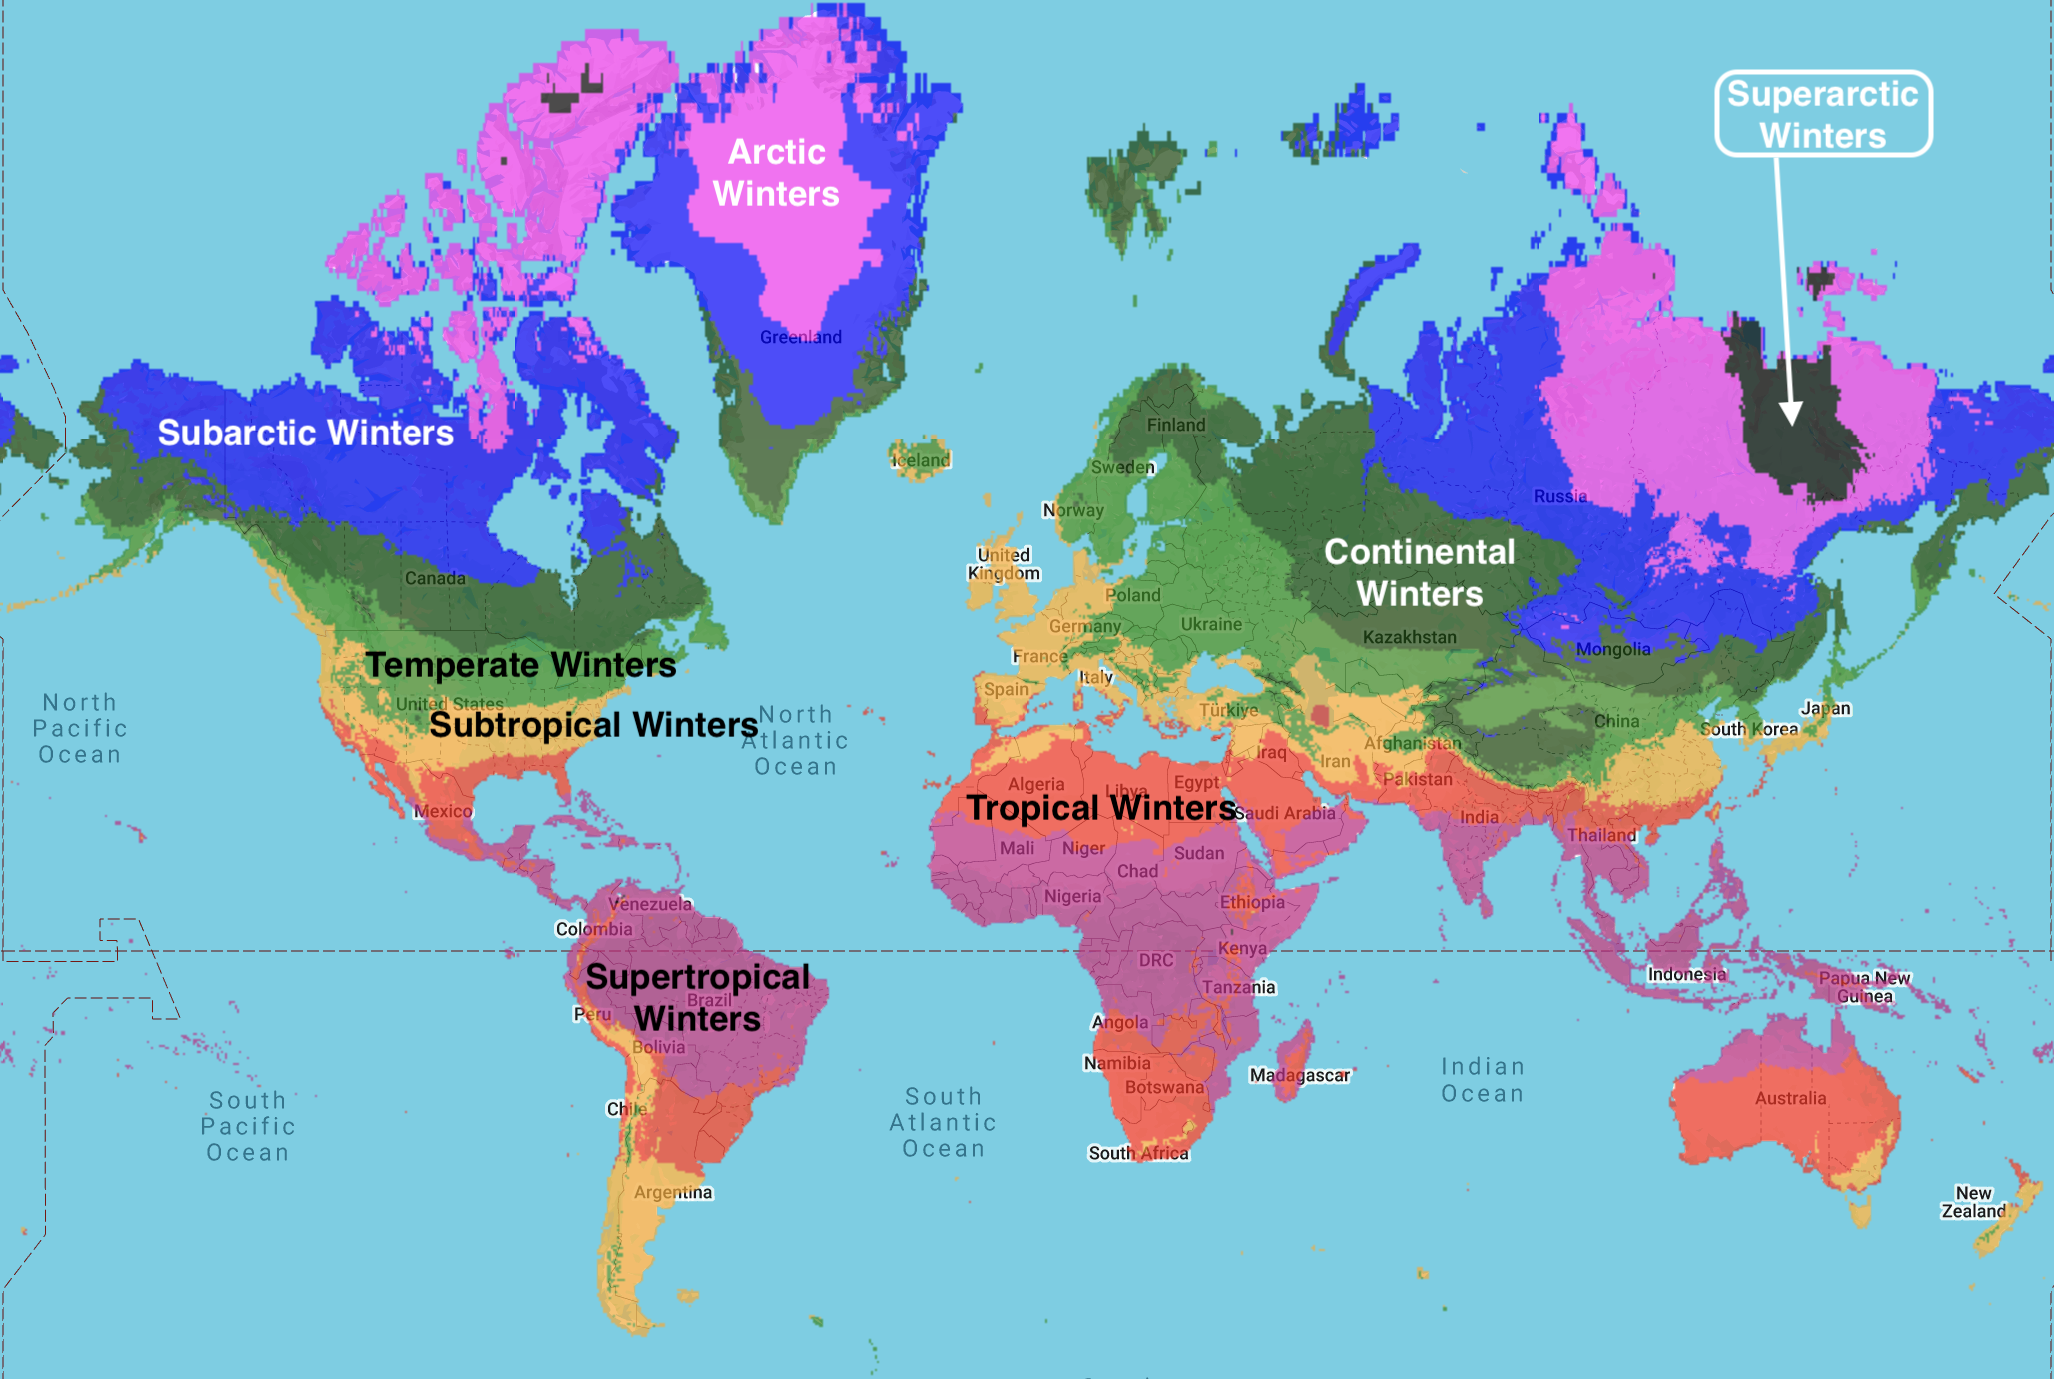 Superarctic
Winters
Arctic
Winters
Greenland
Subarctic Winters
Finland
Iceland
Sweden
Russia
Norway
United
Kingdom
Continental
Winters
Canada
Poland
Germany
Ukraine
Kazakhstan
France
Mongolia
Temperate Winters
Italy
Spain
United States
Türkiye
China
Japan
Subtropical Winters
South Korea
North
Pacific
Ocean
North
Atlantic
Ocean
Afghanistan
Iraq
Iran
Pakistan
Algeria
Libya
Egypt
Tropical Winters
Saudi Arabia
Mexico
India
Thailand
Mali
Niger
Sudan
Chad
Nigeria
Ethiopia
Venezuela
Colombia
Kenya
DRC
Supertropical
Winters
Indonesia
Papua New
Guinea
Tanzania
Brazil
Peru
Angola
Bolivia
Namibia
Botswana
Madagascar
Indian
Ocean
Australia
Chile
South
Pacific
Ocean
South
Atlantic
Ocean
South Africa
Argentina
New
Zealand